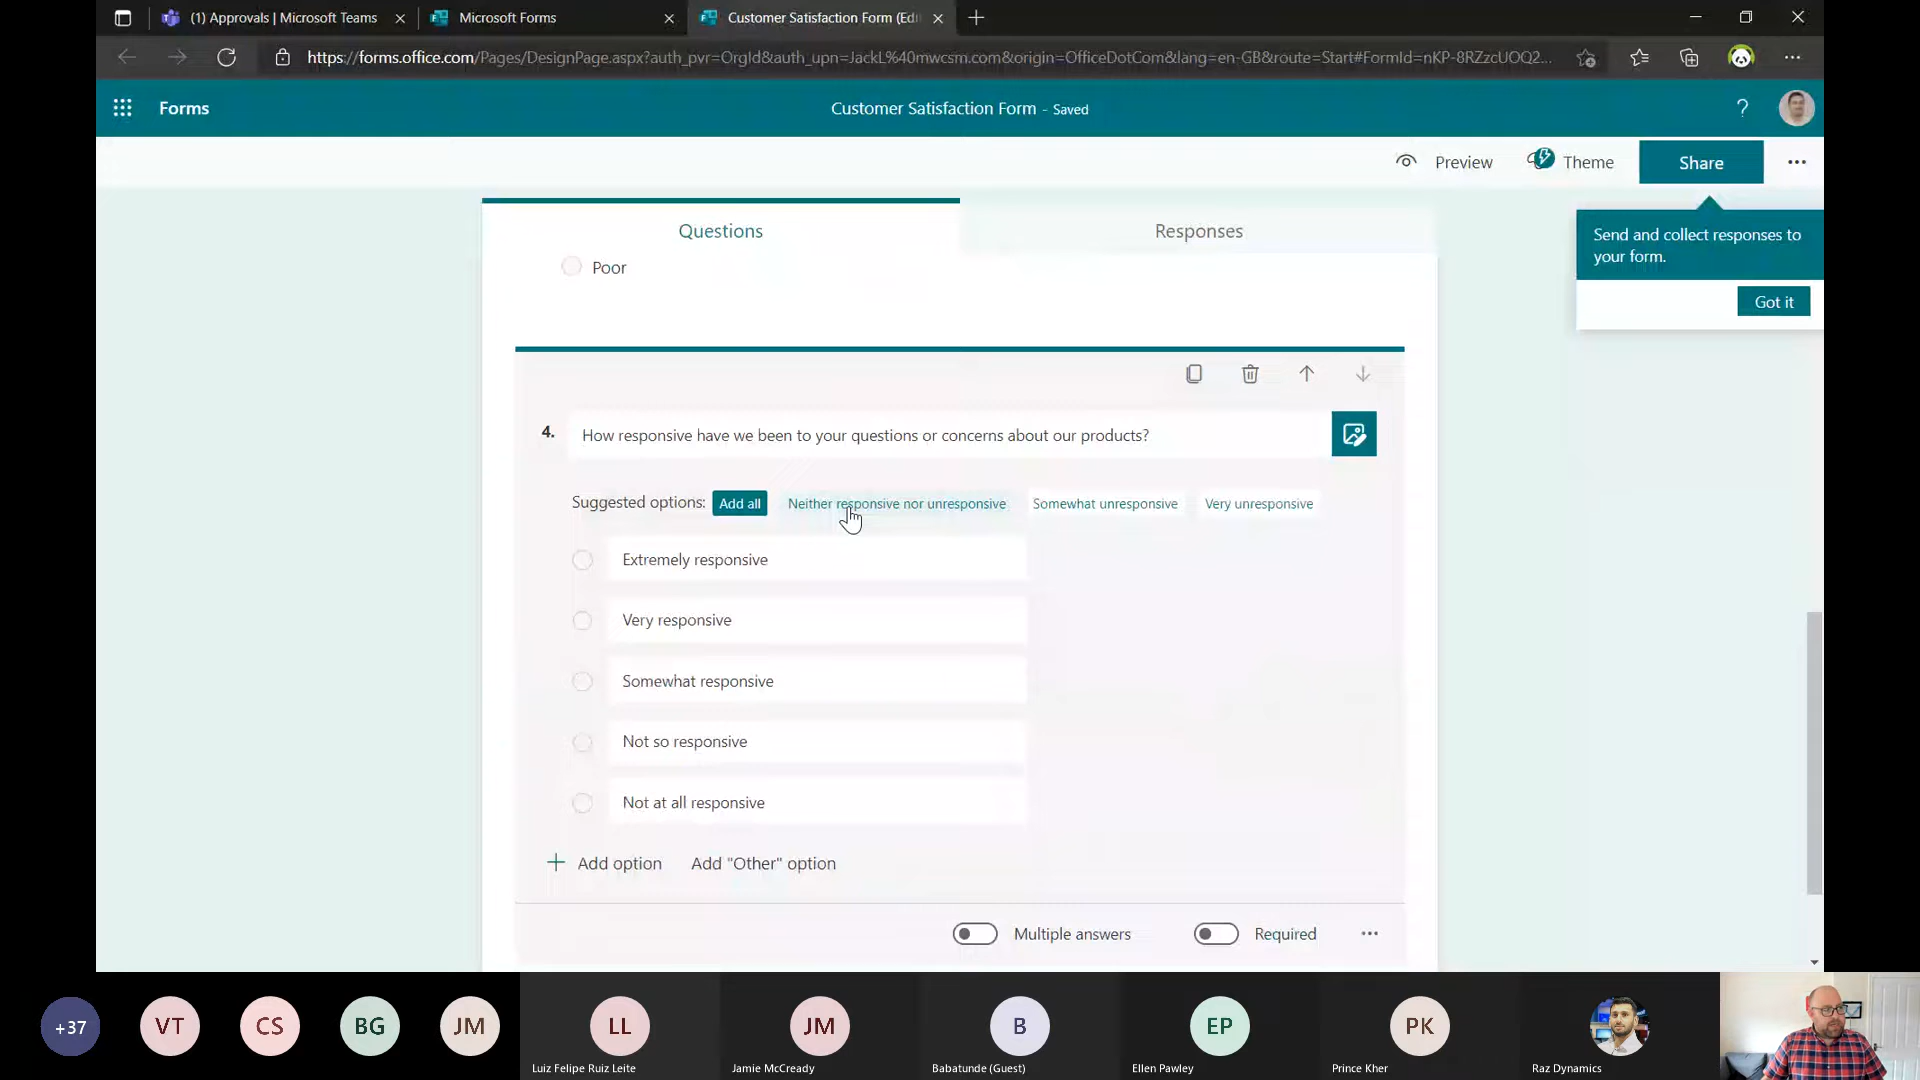 (1) Approvals | Microsoft Teams
Microsoft Forms
Customer Satisfaction Form (Edi
https://forms.office.com/Pages/DesignPage.aspx?auth_pvr=OrgId&auth_upn=JackL%40mwcsm.com&origin=OfficeDotCom&lang=en-GB&route=Start#FormId=nKP-8RZzcUOQ2...
Forms
Customer Satisfaction Form - Saved
?
Preview
Theme
Share
Send and collect responses to
your form.
Got it
Questions
Responses
Poor
4.
How responsive have we been to your questions or concerns about our products?
Suggested options:
Add all
Neither responsive nor unresponsive
Somewhat unresponsive
Very unresponsive
Extremely responsive
Very responsive
Somewhat responsive
Not so responsive
Not at all responsive
Add option
Add "Other" option
Multiple answers
Required
+37
VT
CS
BG
JM
LL
JM
B
EP
PK
Luiz Felipe Ruiz Leite
Jamie McCready
Babatunde (Guest)
Ellen Pawley
Prince Kher
Raz Dynamics